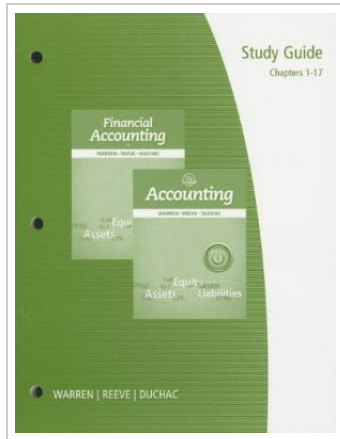 Study Guide
Chapters 1-17
Financial
Accounting
WARREN • REEVE • DUCHAC
Accounting
WARREN • REEVE • DUCHAC
Equity
Assets
Equity
Assets
Liabilities
WARREN | REEVE | DUCHAC